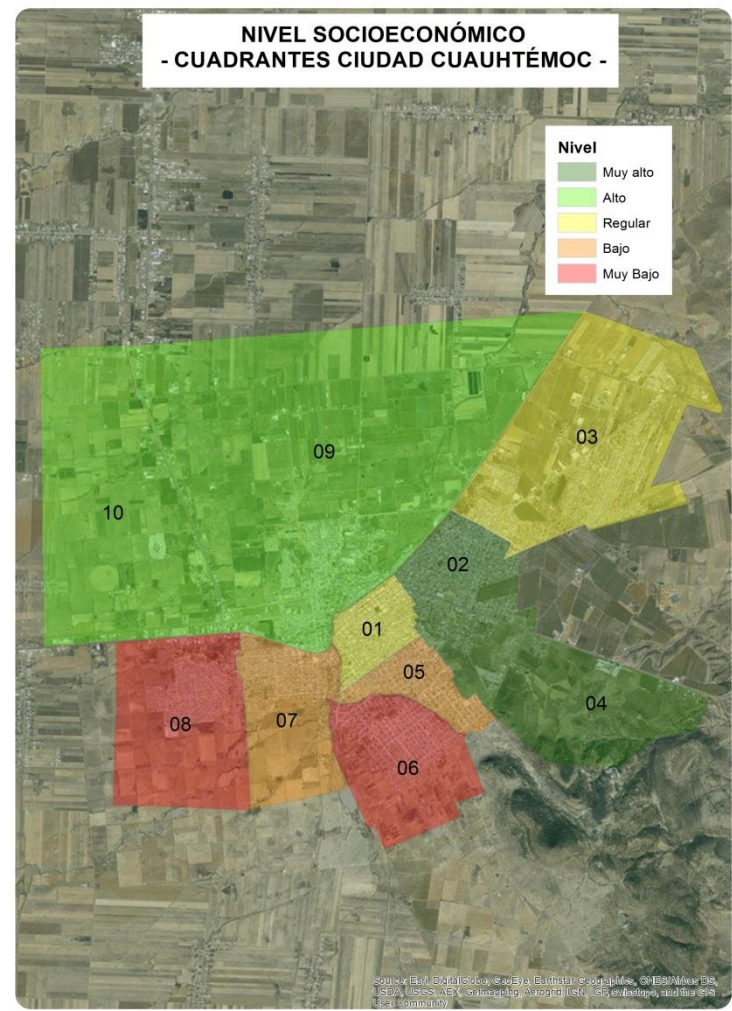 NIVEL SOCIOECONÓMICO
- CUADRANTES CIUDAD CUAUHTÉMOC -
Nivel
Muy alto
Alto
Regular
Bajo
Muy Bajo
03
09
10
02
01
05
04
07
08
06
Source: Esri, DigitalGlobe, GeoEye, Earthstar Geographics, CNES/Airbus DS,
USDA, USGS, AEX, Getmapping, Aerogrid, IGN, IGP, swisstopo, and the GIS
User Community